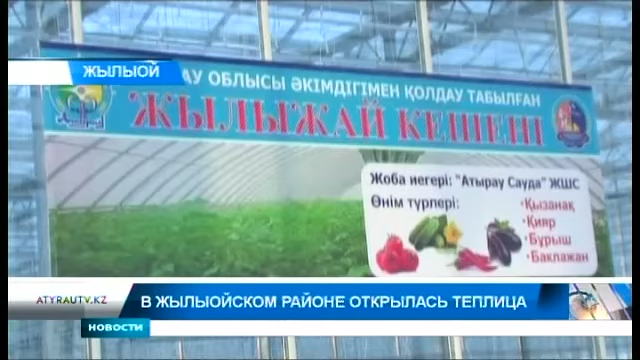 ЖЫЛЫОЙ
АУ ОБЛЫСЫ ӘКІМДІГІМЕН ҚОЛДАУ ТАБЫЛҒАН
ЖЫЛЫЖАЙ КЕШЕНІ
Жоба иегері: "Атырау Сауда" ЖШС
Өнім түрлері:
•Қызанақ
•Қияр
•Бұрыш
•Баклажан
ATYRAUTV.KZ
В ЖЫЛЫОЙСКОМ РАЙОНЕ ОТКРЫЛАСЬ ТЕПЛИЦА
НОВОСТИ